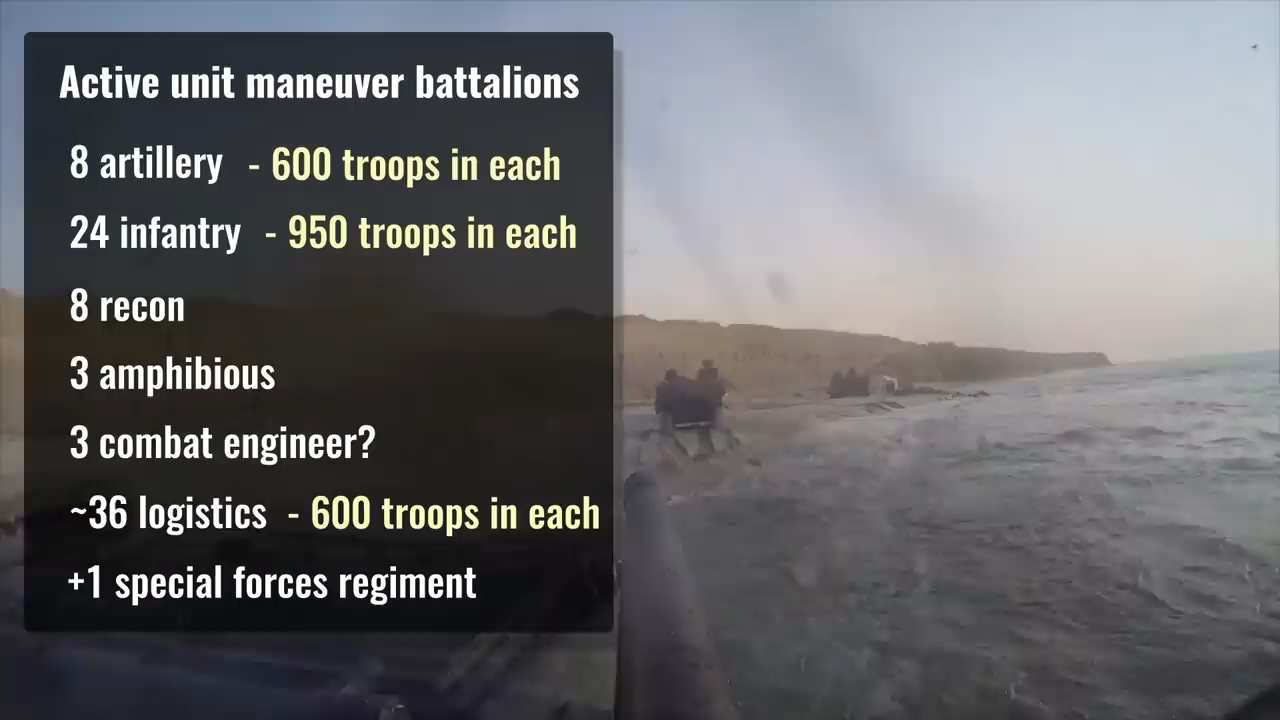 Active unit maneuver battalions
8 artillery - 600 troops in each
24 infantry - 950 troops in each
8 recon
3 amphibious
3 combat engineer?
~36 logistics - 600 troops in each
+1 special forces regiment